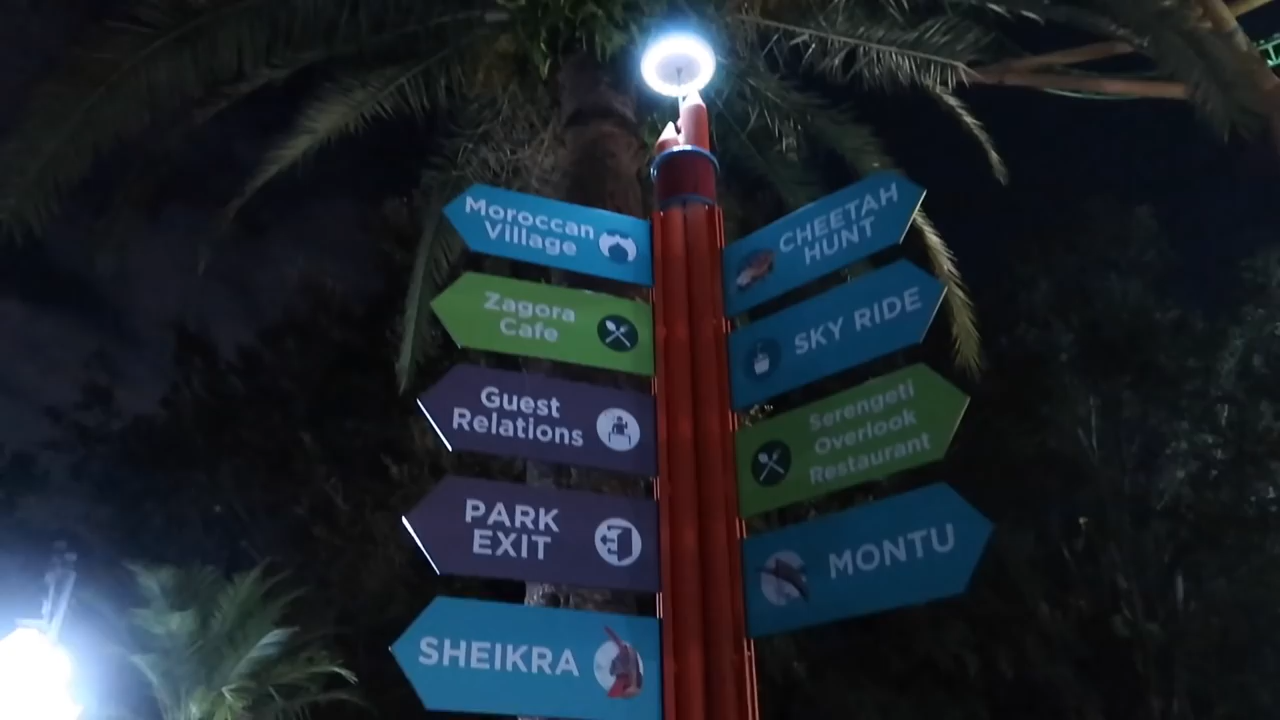 Moroccan
Village
Zagora
Cafe
Guest
Relations
PARK
EXIT
SHEIKRA
CHEETAH
HUNT
SKY RIDE
Serengeti
Overlook
Restaurant
MONTU